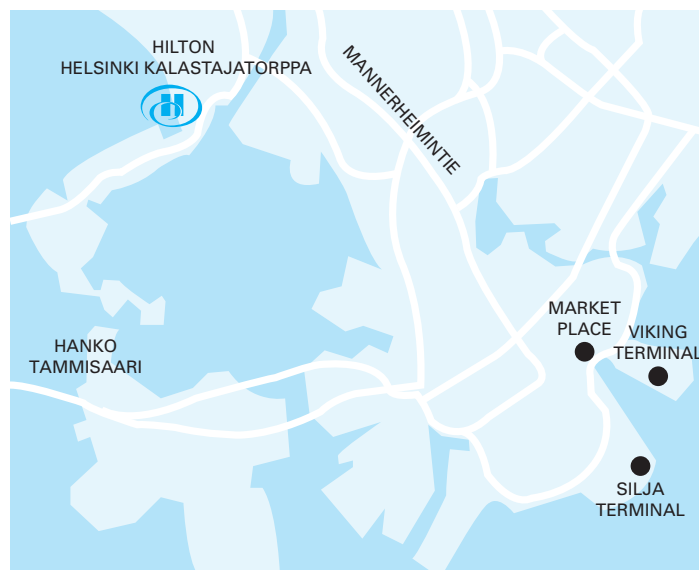 HILTON
HELSINKI KALASTAJATORPPA
H
MANNERHEIMINTIE
MARKET
PLACE
VIKING
TERMINAL
HANKO
TAMMISAARI
SILJA
TERMINAL